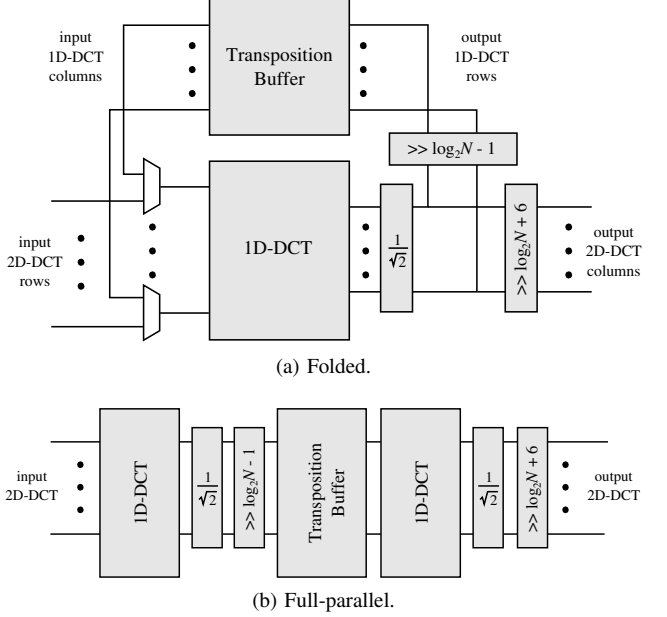 input
1D-DCT
columns
Transposition
Buffer
output
1D-DCT
rows
>> log₂N - 1
input
2D-DCT
rows
1D-DCT
1
√2
>> log₂N + 6
output
2D-DCT
columns
(a) Folded.
input
2D-DCT
1D-DCT
1
√2
>> log₂N - 1
Transposition
Buffer
1D-DCT
1
√2
>> log₂N + 6
output
2D-DCT
(b) Full-parallel.